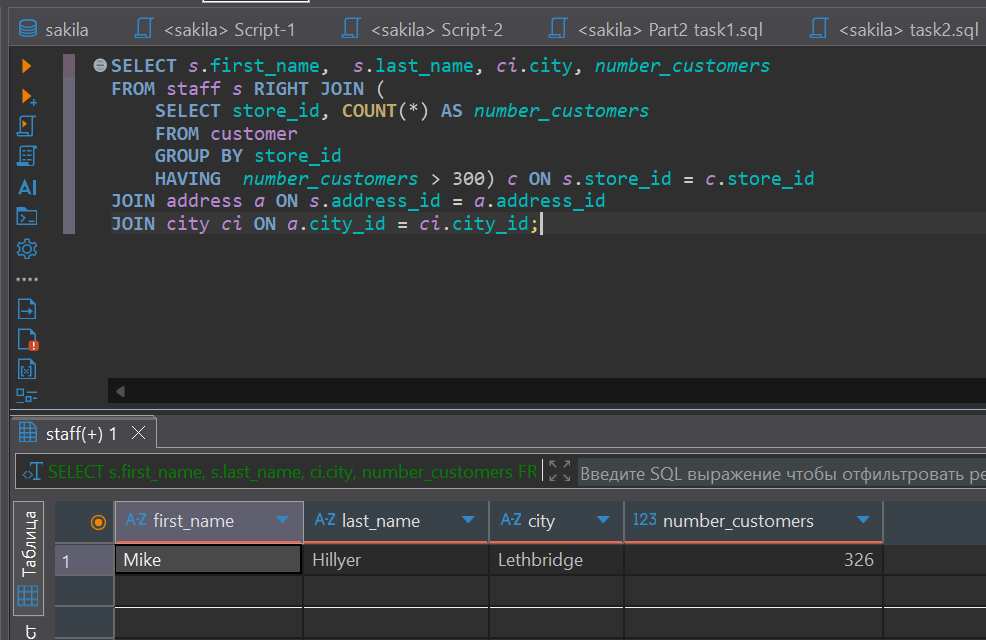 sakila <sakila> Script-1 <sakila> Script-2 <sakila> Part2 task1.sql <sakila> task2.sql
SELECT s.first_name,  s.last_name, ci.city, number_customers
FROM staff s RIGHT JOIN (
    SELECT store_id, COUNT(*) AS number_customers
    FROM customer
    GROUP BY store_id
    HAVING  number_customers > 300) c ON s.store_id = c.store_id
JOIN address a ON s.address_id = a.address_id
JOIN city ci ON a.city_id = ci.city_id;
AI
staff(+) 1
SELECT s.first_name, s.last_name, ci.city, number_customers FR Введите SQL выражение чтобы отфильтровать ре
Таблица
A-Z first_name A-Z last_name A-Z city 123 number_customers
1 Mike Hillyer Lethbridge 326
ст